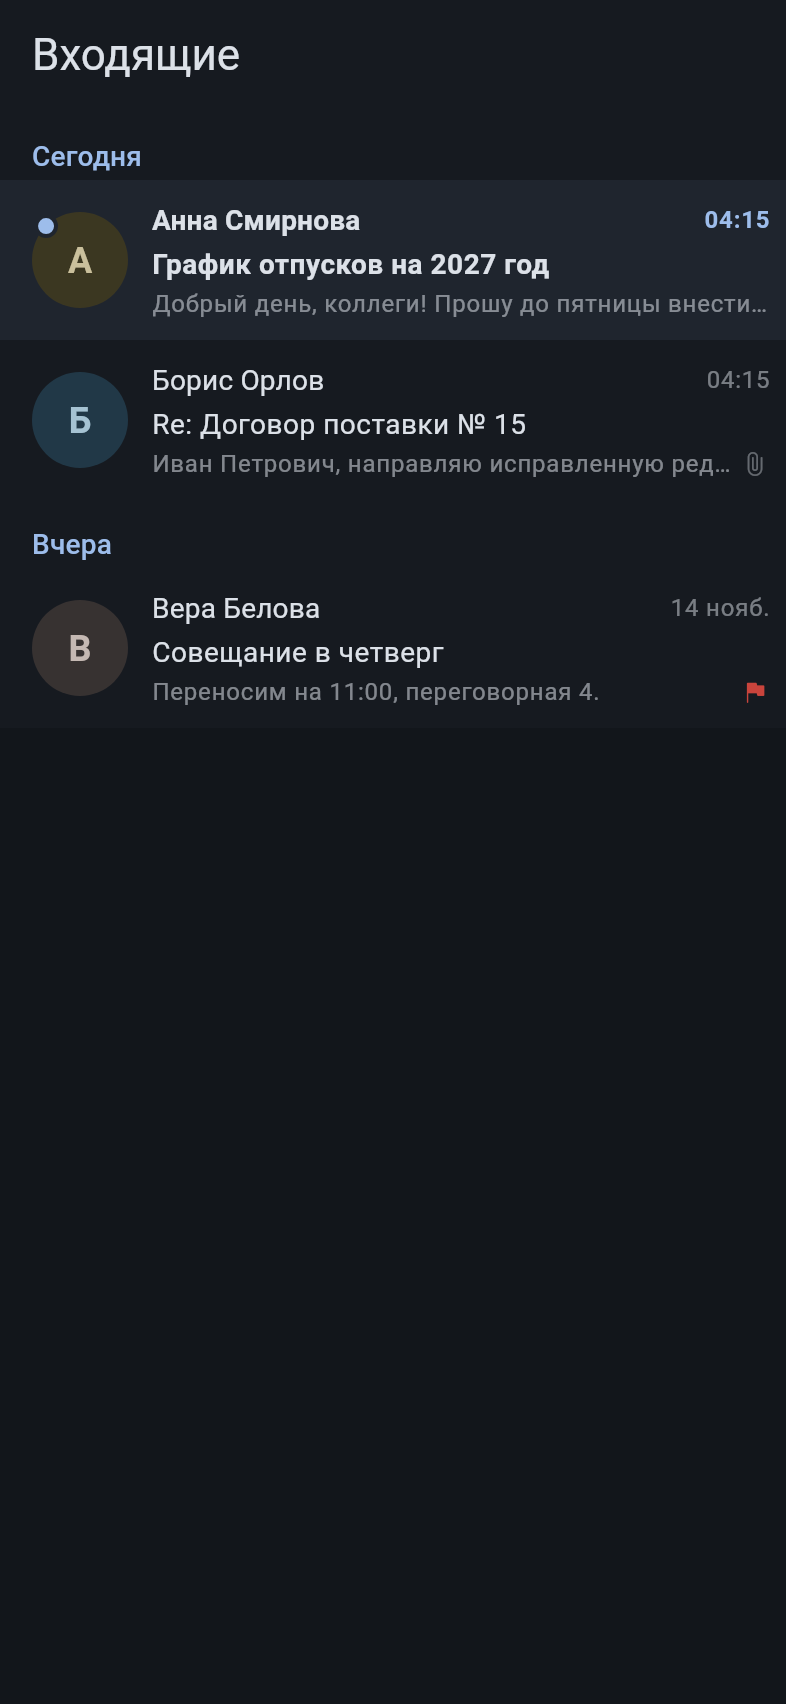 Входящие
Сегодня
А
Анна Смирнова 04:15
График отпусков на 2027 год
Добрый день, коллеги! Прошу до пятницы внести…
Б
Борис Орлов 04:15
Re: Договор поставки № 15
Иван Петрович, направляю исправленную ред…
Вчера
В
Вера Белова 14 нояб.
Совещание в четверг
Переносим на 11:00, переговорная 4.